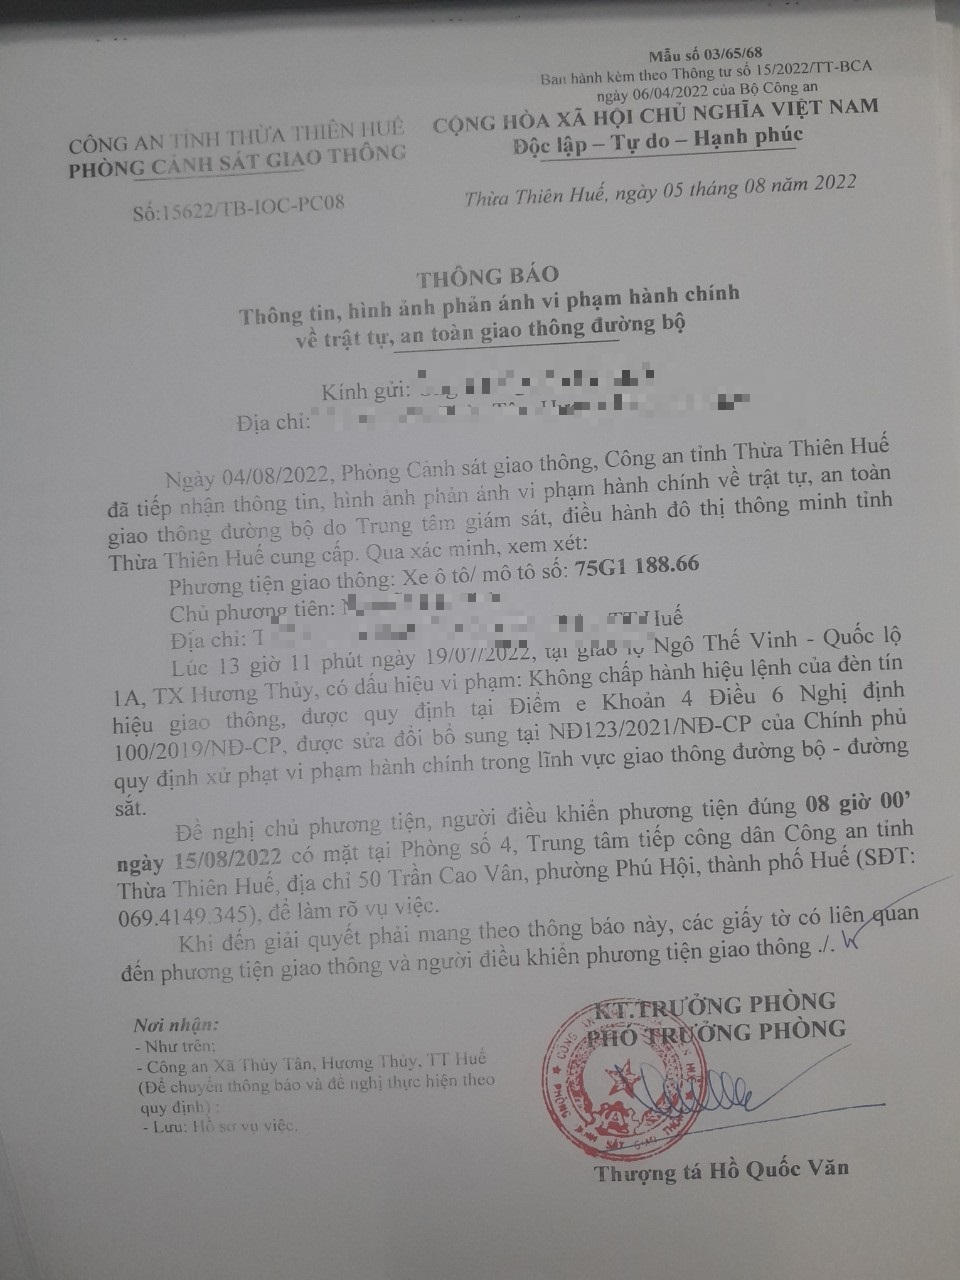 Mẫu số 03/65/68
Ban hành kèm theo Thông tư số 15/2022/TT-BCA
ngày 06/04/2022 của Bộ Công an
CÔNG AN TỈNH THỪA THIÊN HUẾ
PHÒNG CẢNH SÁT GIAO THÔNG
CỘNG HÒA XÃ HỘI CHỦ NGHĨA VIỆT NAM
Độc lập – Tự do – Hạnh phúc
Số:15622/TB-IOC-PC08
Thừa Thiên Huế, ngày 05 tháng 08 năm 2022
THÔNG BÁO
Thông tin, hình ảnh phản ánh vi phạm hành chính
về trật tự, an toàn giao thông đường bộ
Kính gửi:
Địa chỉ:
Ngày 04/08/2022, Phòng Cảnh sát giao thông, Công an tỉnh Thừa Thiên Huế
đã tiếp nhận thông tin, hình ảnh phản ánh vi phạm hành chính về trật tự, an toàn
giao thông đường bộ do Trung tâm giám sát, điều hành đô thị thông minh tỉnh
Thừa Thiên Huế cung cấp. Qua xác minh, xem xét:
Phương tiện giao thông: Xe ô tô/ mô tô số: 75G1 188.66
Chủ phương tiện:
Địa chỉ: TT Huế
Lúc 13 giờ 11 phút ngày 19/07/2022, tại giao lộ Ngô Thế Vinh - Quốc lộ
1A, TX Hương Thủy, có dấu hiệu vi phạm: Không chấp hành hiệu lệnh của đèn tín
hiệu giao thông, được quy định tại Điểm e Khoản 4 Điều 6 Nghị định
100/2019/NĐ-CP, được sửa đổi bổ sung tại NĐ123/2021/NĐ-CP của Chính phủ
quy định xử phạt vi phạm hành chính trong lĩnh vực giao thông đường bộ - đường
sắt.
Đề nghị chủ phương tiện, người điều khiển phương tiện đúng 08 giờ 00’
ngày 15/08/2022 có mặt tại Phòng số 4, Trung tâm tiếp công dân Công an tỉnh
Thừa Thiên Huế, địa chỉ 50 Trần Cao Vân, phường Phú Hội, thành phố Huế (SĐT:
069.4149.345), để làm rõ vụ việc.
Khi đến giải quyết phải mang theo thông báo này, các giấy tờ có liên quan
đến phương tiện giao thông và người điều khiển phương tiện giao thông ./.
Nơi nhận:
- Như trên;
- Công an Xã Thủy Tân, Hương Thủy, TT Huế
(Để chuyển thông báo và đề nghị thực hiện theo
quy định) ;
- Lưu: Hồ sơ vụ việc.
KT.TRƯỞNG PHÒNG
PHÓ TRƯỞNG PHÒNG
Thượng tá Hồ Quốc Văn